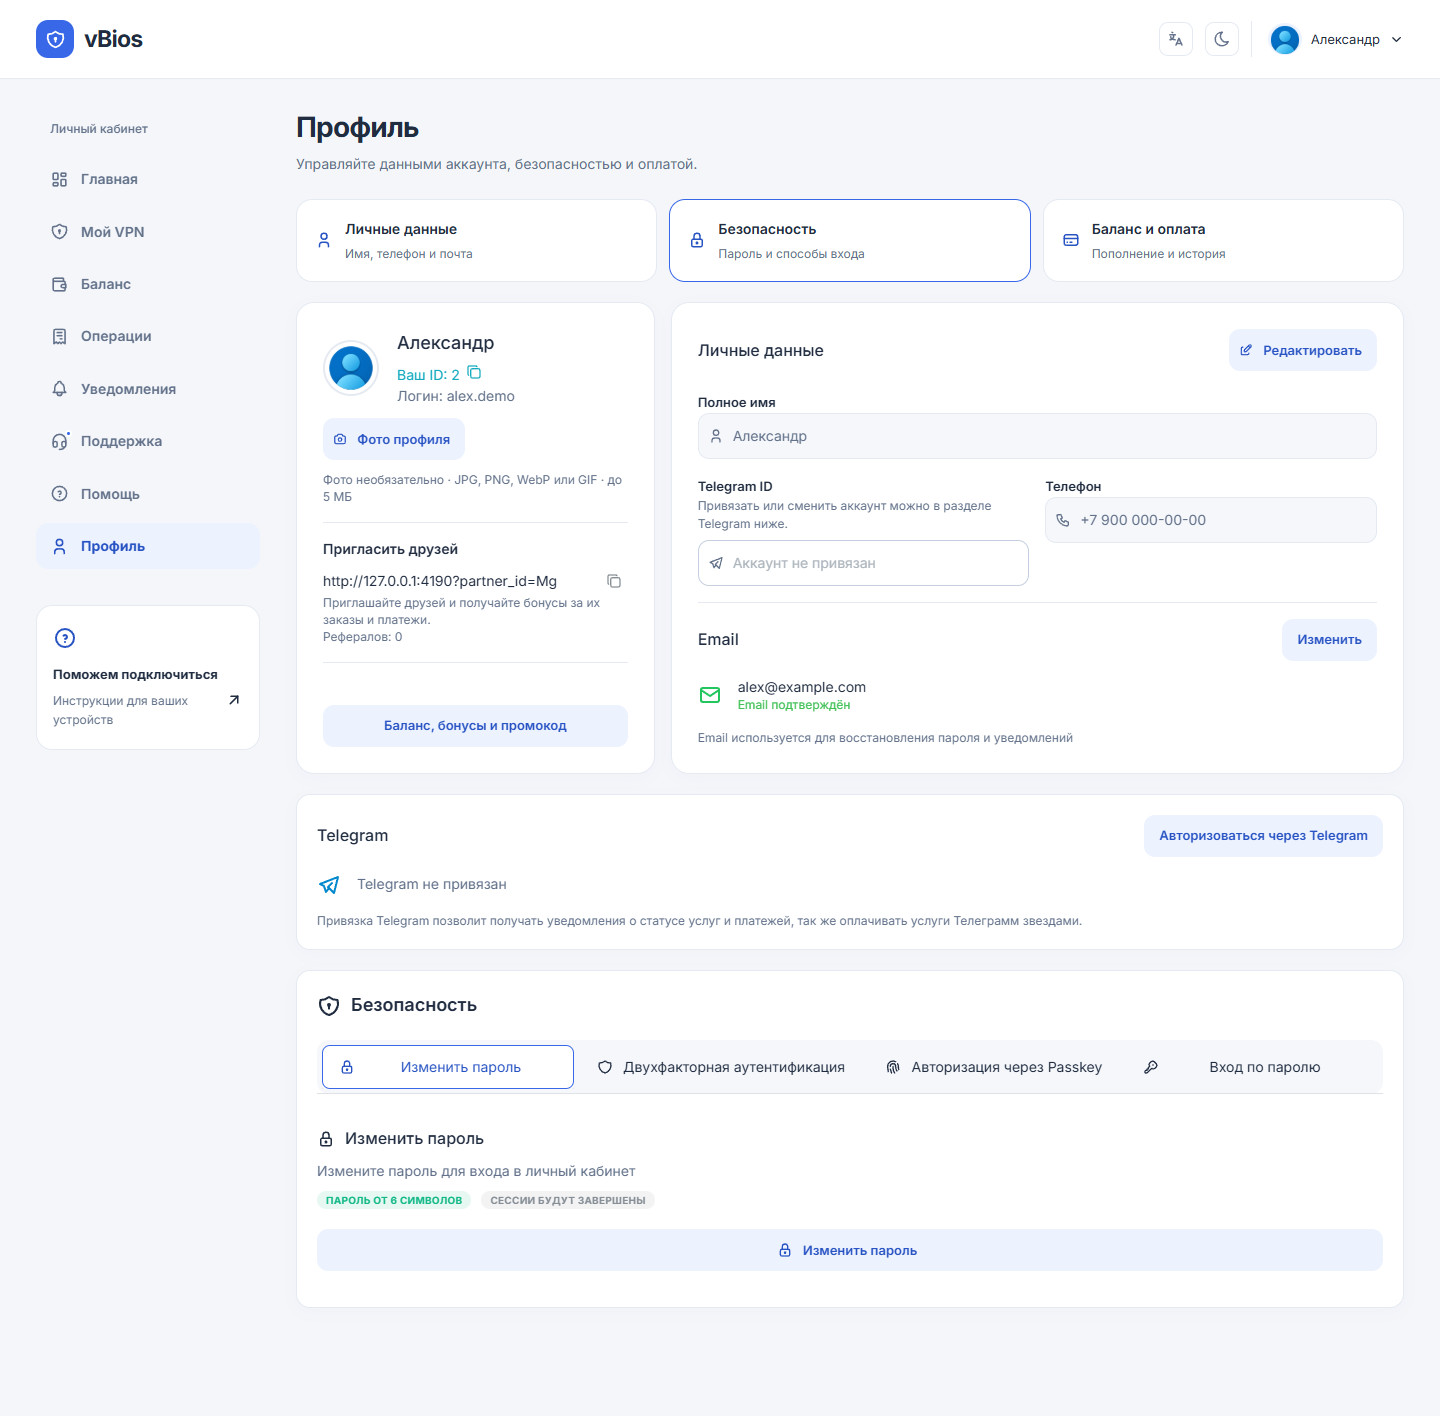 vBios
Александр
Личный кабинет
Главная
Мой VPN
Баланс
Операции
Уведомления
Поддержка
Помощь
Профиль
Поможем подключиться
Инструкции для ваших
устройств
Профиль
Управляйте данными аккаунта, безопасностью и оплатой.
Личные данные
Имя, телефон и почта
Безопасность
Пароль и способы входа
Баланс и оплата
Пополнение и история
Александр
Ваш ID: 2
Логин: alex.demo
Фото профиля
Фото необязательно · JPG, PNG, WebP или GIF · до
5 МБ
Пригласить друзей
http://127.0.0.1:4190?partner_id=Mg
Приглашайте друзей и получайте бонусы за их
заказы и платежи.
Рефералов: 0
Баланс, бонусы и промокод
Личные данные
Редактировать
Полное имя
Александр
Telegram ID
Привязать или сменить аккаунт можно в разделе
Telegram ниже.
Аккаунт не привязан
Телефон
+7 900 000-00-00
Email
Изменить
alex@example.com
Email подтверждён
Email используется для восстановления пароля и уведомлений
Telegram
Авторизоваться через Telegram
Telegram не привязан
Привязка Telegram позволит получать уведомления о статусе услуг и платежей, так же оплачивать услуги Телеграмм звездами.
Безопасность
Изменить пароль
Двухфакторная аутентификация
Авторизация через Passkey
Вход по паролю
Изменить пароль
Измените пароль для входа в личный кабинет
ПАРОЛЬ ОТ 6 СИМВОЛОВ
СЕССИИ БУДУТ ЗАВЕРШЕНЫ
Изменить пароль